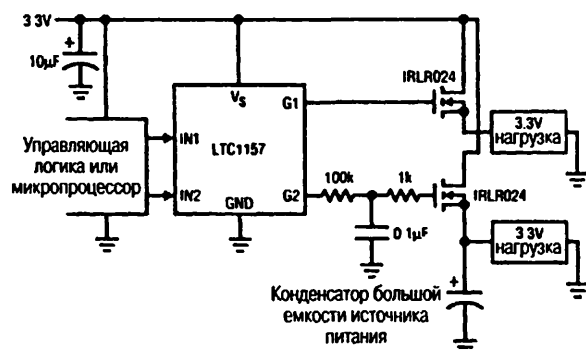 3 3V
10µF
IRLR024
VS
G1
3.3V
нагрузка
Управляющая
логика или
микропроцессор
IN1
LTC1157
IN2
100k
1k
G2
IRLR024
GND
0 1µF
3 3V
нагрузка
Конденсатор большой
емкости источника
питания